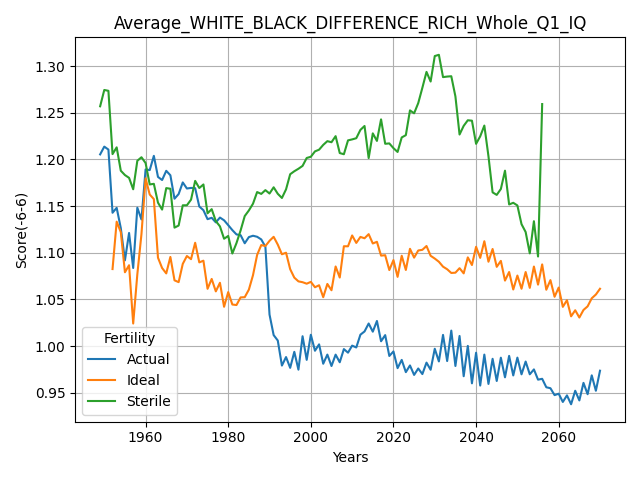 Average_WHITE_BLACK_DIFFERENCE_RICH_Whole_Q1_IQ
Score(-6-6)
1.30
1.25
1.20
1.15
1.10
1.05
1.00
0.95
Fertility
Actual
Ideal
Sterile
1960 1980 2000 2020 2040 2060
Years